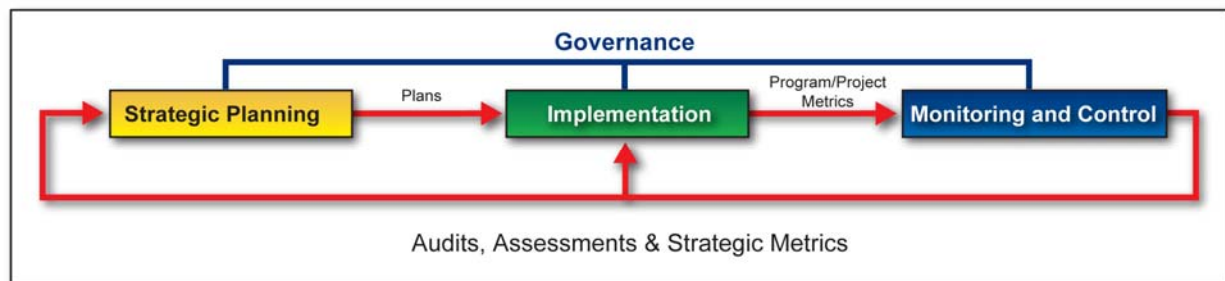 Governance
Strategic Planning
Plans
Implementation
Program/Project
Metrics
Monitoring and Control
Audits, Assessments & Strategic Metrics